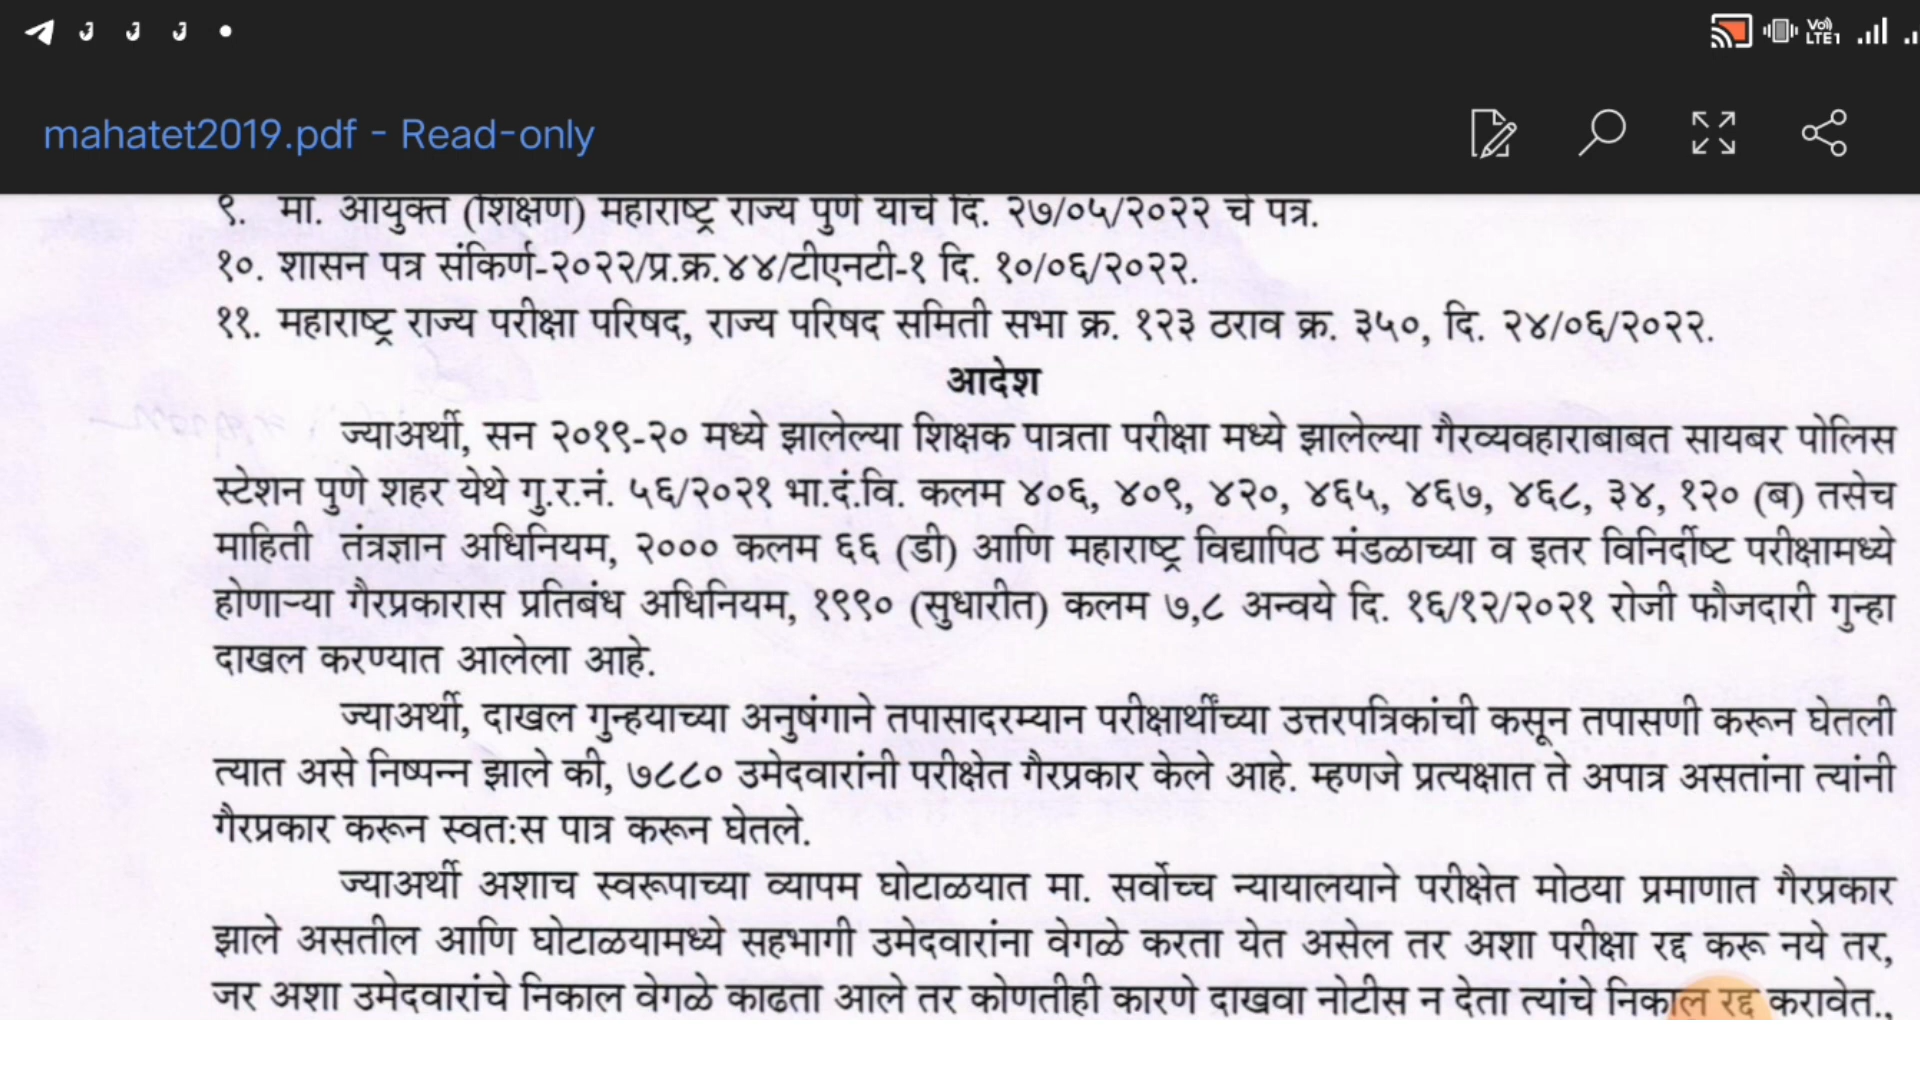 Vo)) LTE1
mahatet2019.pdf - Read-only
९. मा. आयुक्त (शिक्षण) महाराष्ट्र राज्य पुणे यांचे दि. २७/०५/२०२२ चे पत्र.
१०. शासन पत्र संकिर्ण-२०२२/प्र.क्र.४४/टीएनटी-१ दि. १०/०६/२०२२.
११. महाराष्ट्र राज्य परीक्षा परिषद, राज्य परिषद समिती सभा क्र. १२३ ठराव क्र. ३५०, दि. २४/०६/२०२२.
आदेश
ज्याअर्थी, सन २०१९-२० मध्ये झालेल्या शिक्षक पात्रता परीक्षा मध्ये झालेल्या गैरव्यवहाराबाबत सायबर पोलिस
स्टेशन पुणे शहर येथे गु.र.नं. ५६/२०२१ भा.दं.वि. कलम ४०६, ४०९, ४२०, ४६५, ४६७, ४६८, ३४, १२० (ब) तसेच
माहिती तंत्रज्ञान अधिनियम, २००० कलम ६६ (डी) आणि महाराष्ट्र विद्यापिठ मंडळाच्या व इतर विनिर्दीष्ट परीक्षामध्ये
होणाऱ्या गैरप्रकारास प्रतिबंध अधिनियम, १९९० (सुधारीत) कलम ७,८ अन्वये दि. १६/१२/२०२१ रोजी फौजदारी गुन्हा
दाखल करण्यात आलेला आहे.
ज्याअर्थी, दाखल गुन्हयाच्या अनुषंगाने तपासादरम्यान परीक्षार्थींच्या उत्तरपत्रिकांची कसून तपासणी करून घेतली
त्यात असे निष्पन्न झाले की, ७८८० उमेदवारांनी परीक्षेत गैरप्रकार केले आहे. म्हणजे प्रत्यक्षात ते अपात्र असतांना त्यांनी
गैरप्रकार करून स्वत:स पात्र करून घेतले.
ज्याअर्थी अशाच स्वरूपाच्या व्यापम घोटाळयात मा. सर्वोच्च न्यायालयाने परीक्षेत मोठया प्रमाणात गैरप्रकार
झाले असतील आणि घोटाळयामध्ये सहभागी उमेदवारांना वेगळे करता येत असेल तर अशा परीक्षा रद्द करू नये तर,
जर अशा उमेदवारांचे निकाल वेगळे काढता आले तर कोणतीही कारणे दाखवा नोटीस न देता त्यांचे निकाल रद्द करावेत.,